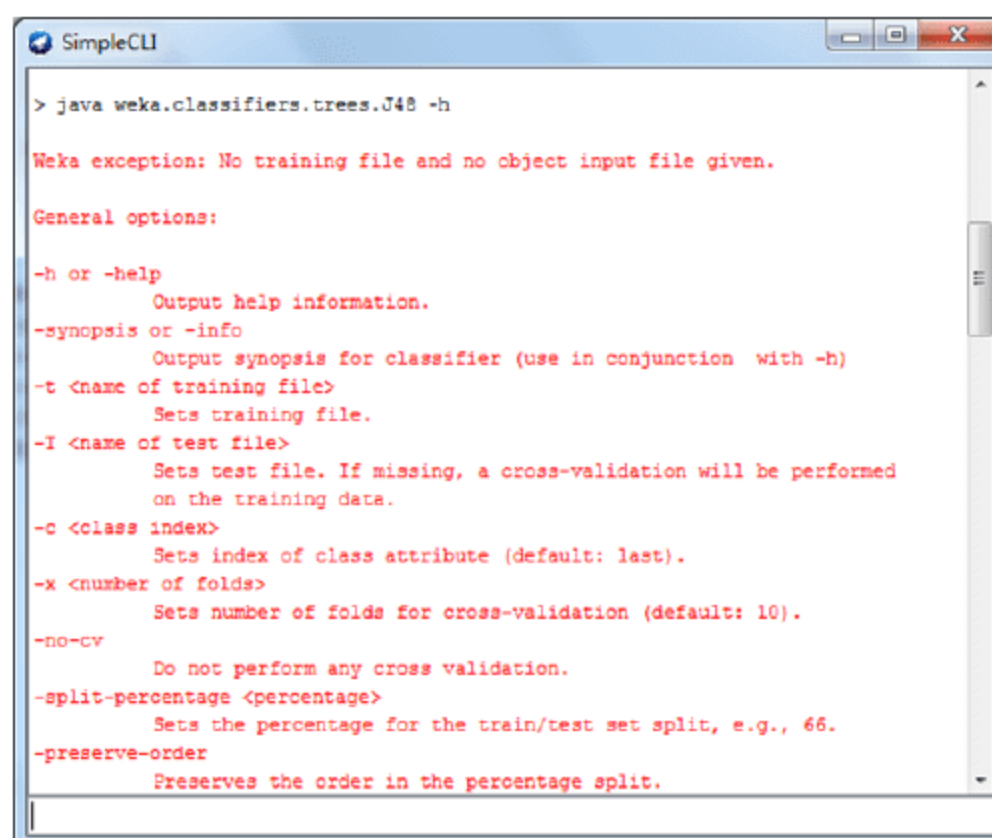 SimpleCLI
> java weka.classifiers.trees.J48 -h
Weka exception: No training file and no object input file given.
General options:
-h or -help
Output help information.
-synopsis or -info
Output synopsis for classifier (use in conjunction  with -h)
-t <name of training file>
Sets training file.
-T <name of test file>
Sets test file. If missing, a cross-validation will be performed
on the training data.
-c <class index>
Sets index of class attribute (default: last).
-x <number of folds>
Sets number of folds for cross-validation (default: 10).
-no-cv
Do not perform any cross validation.
-split-percentage <percentage>
Sets the percentage for the train/test set split, e.g., 66.
-preserve-order
Preserves the order in the percentage split.